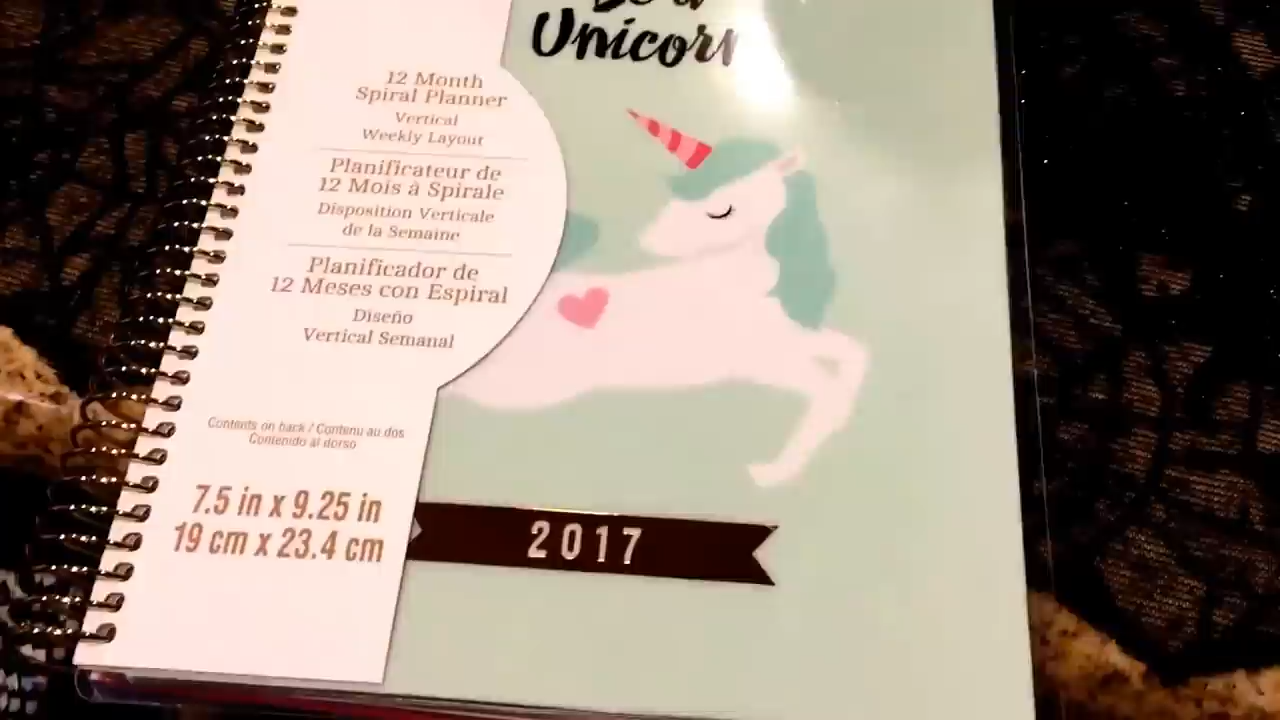 Be a
Unicorn
12 Month
Spiral Planner
Vertical
Weekly Layout
Planificateur de
12 Mois à Spirale
Disposition Verticale
de la Semaine
Planificador de
12 Meses con Espiral
Diseño
Vertical Semanal
Contents on back / Contenu au dos
Contenido al dorso
7.5 in x 9.25 in
19 cm x 23.4 cm
2017